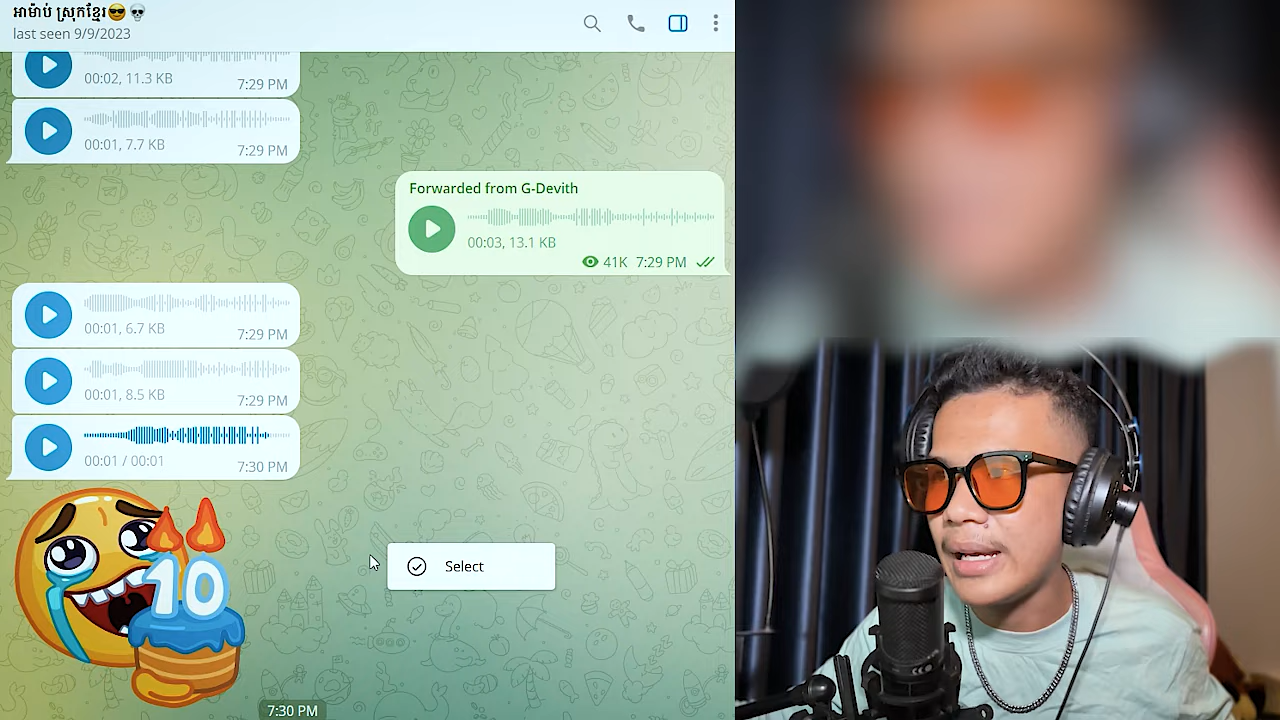 អាម៉ាប់ ស្រុកខ្មែរ😎💀
last seen 9/9/2023
00:02, 11.3 KB
7:29 PM
00:01, 7.7 KB
7:29 PM
Forwarded from G-Devith
00:03, 13.1 KB
41K 7:29 PM
00:01, 6.7 KB
7:29 PM
00:01, 8.5 KB
7:29 PM
00:01 / 00:01
7:30 PM
10
Select
7:30 PM